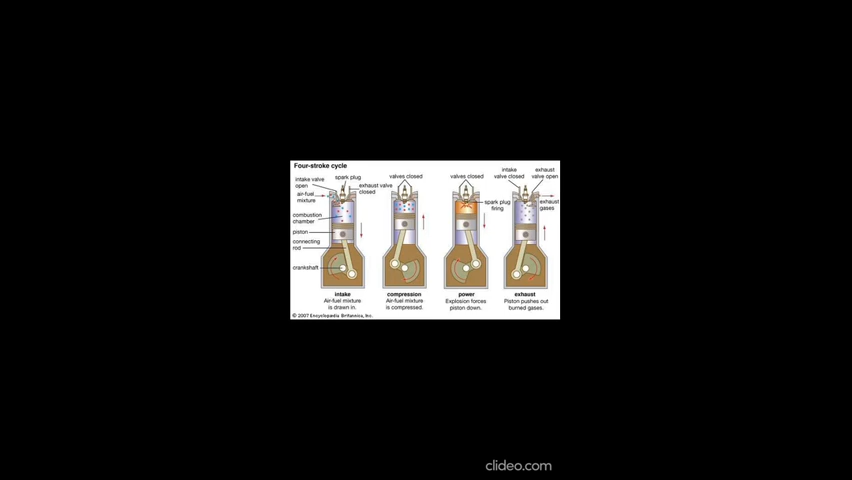 Four-stroke cycle
intake valve
open
spark plug
exhaust valve
closed
air-fuel
mixture
combustion
chamber
piston
connecting
rod
crankshaft
intake
Air-fuel mixture
is drawn in.
valves closed
compression
Air-fuel mixture
is compressed.
valves closed
spark plug
firing
power
Explosion forces
piston down.
intake
valve closed
exhaust
valve open
exhaust
gases
exhaust
Piston pushes out
burned gases.
© 2007 Encyclopædia Britannica, Inc.
clideo.com